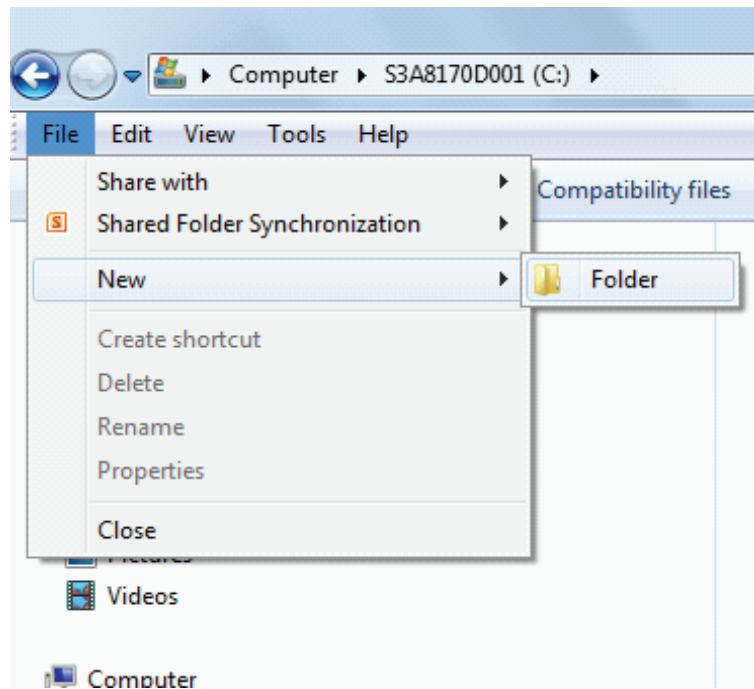 Computer S3A8170D001 (C:)
File Edit View Tools Help
Share with
Compatibility files
S
Shared Folder Synchronization
New
Folder
Create shortcut
Delete
Rename
Properties
Close
Pictures
Videos
Computer